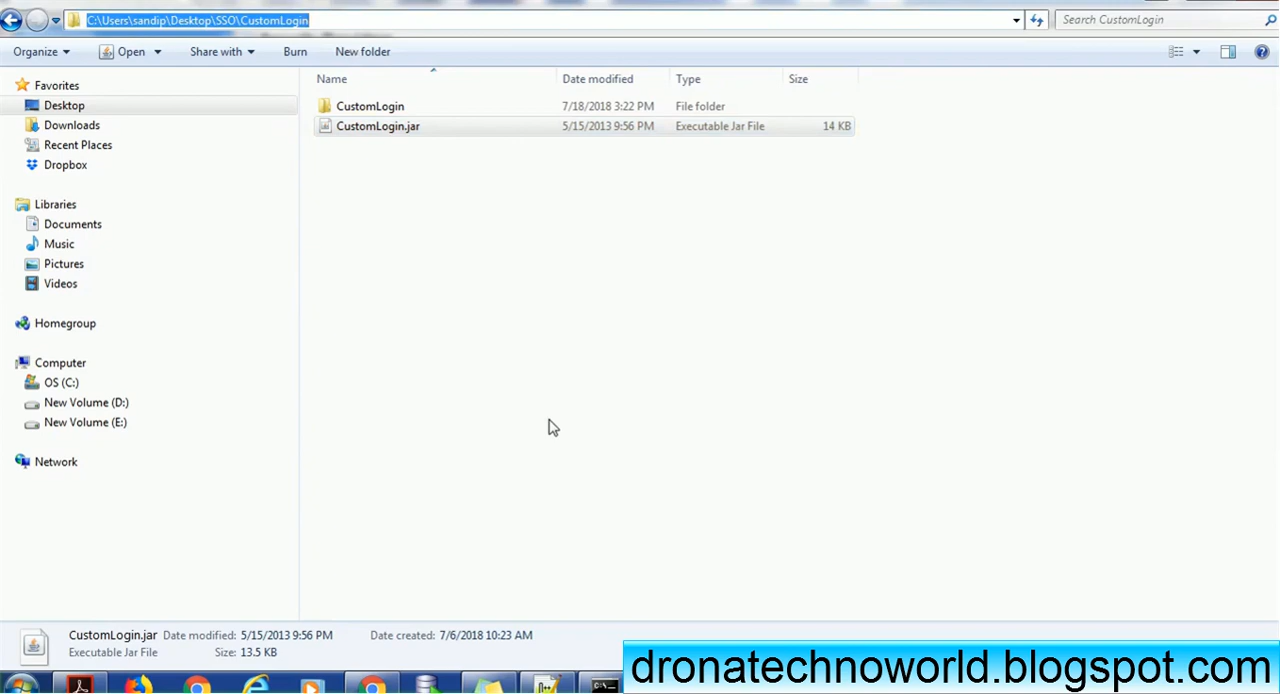 C:\Users\sandip\Desktop\SSO\CustomLogin
Search CustomLogin
Organize Open Share with Burn New folder
Name Date modified Type Size
Favorites
Desktop
Downloads
Recent Places
Dropbox
Libraries
Documents
Music
Pictures
Videos
Homegroup
Computer
OS (C:)
New Volume (D:)
New Volume (E:)
Network
CustomLogin 7/18/2018 3:22 PM File folder
CustomLogin.jar 5/15/2013 9:56 PM Executable Jar File 14 KB
CustomLogin.jar Date modified: 5/15/2013 9:56 PM Date created: 7/6/2018 10:23 AM
Executable Jar File Size: 13.5 KB
dronatechnoworld.blogspot.com